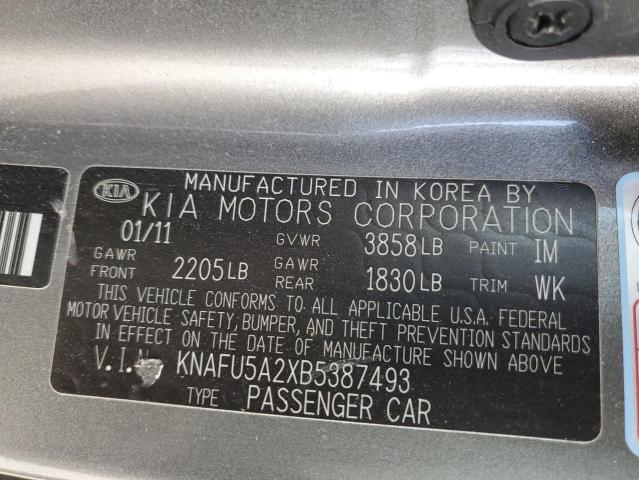 KIA
MANUFACTURED IN KOREA BY
KIA MOTORS CORPORATION
01/11 GVWR 3858LB PAINT IM
GAWR FRONT 2205LB GAWR REAR 1830LB TRIM WK
THIS VEHICLE CONFORMS TO ALL APPLICABLE U.S.A. FEDERAL
MOTOR VEHICLE SAFETY, BUMPER, AND THEFT PREVENTION STANDARDS
IN EFFECT ON THE DATE OF MANUFACTURE SHOWN ABOVE
V.I.N KNAFU5A2XB5387493
TYPE PASSENGER CAR